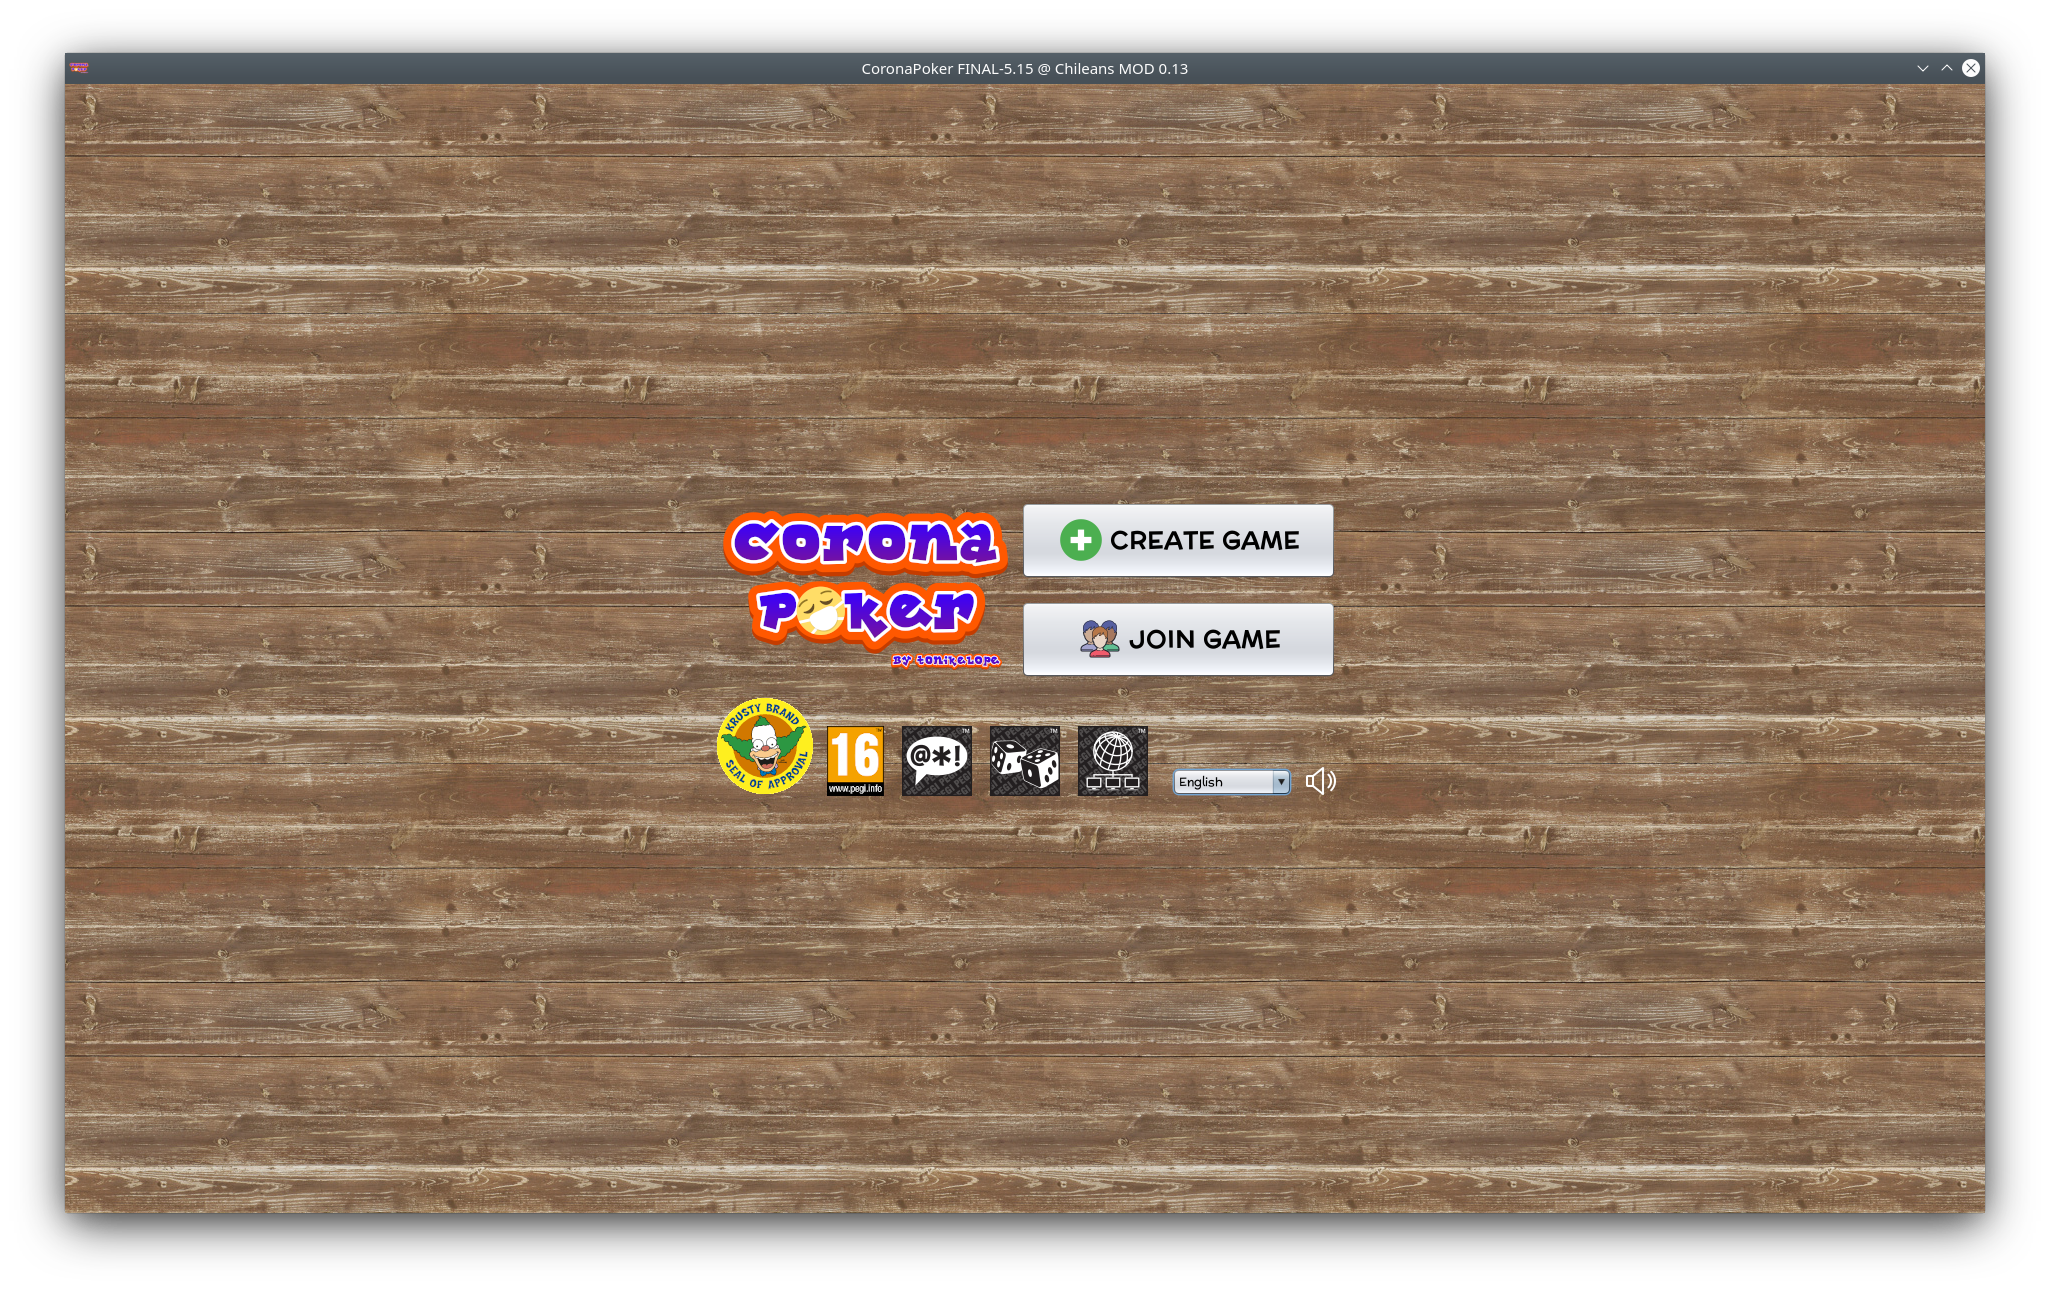 CoronaPoker FINAL-5.15 @ Chileans MOD 0.13
corona
poker
BY tonikelope
CREATE GAME
JOIN GAME
KRUSTY BRAND
SEAL OF APPROVAL
16
www.pegi.info
@*!
English